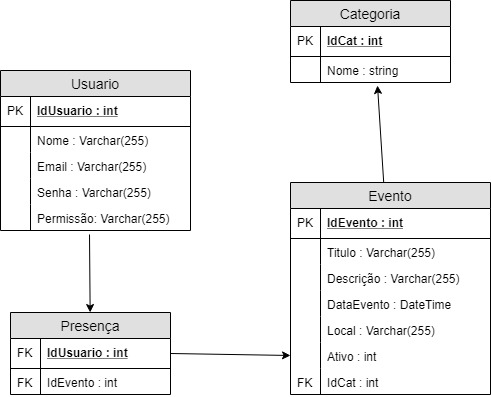 Categoria
PK IdCat : int
Nome : string
Usuario
PK IdUsuario : int
Nome : Varchar(255)
Email : Varchar(255)
Senha : Varchar(255)
Permissão: Varchar(255)
Evento
PK IdEvento : int
Titulo : Varchar(255)
Descrição : Varchar(255)
DataEvento : DateTime
Local : Varchar(255)
Ativo : int
FK IdCat : int
Presença
FK IdUsuario : int
FK IdEvento : int